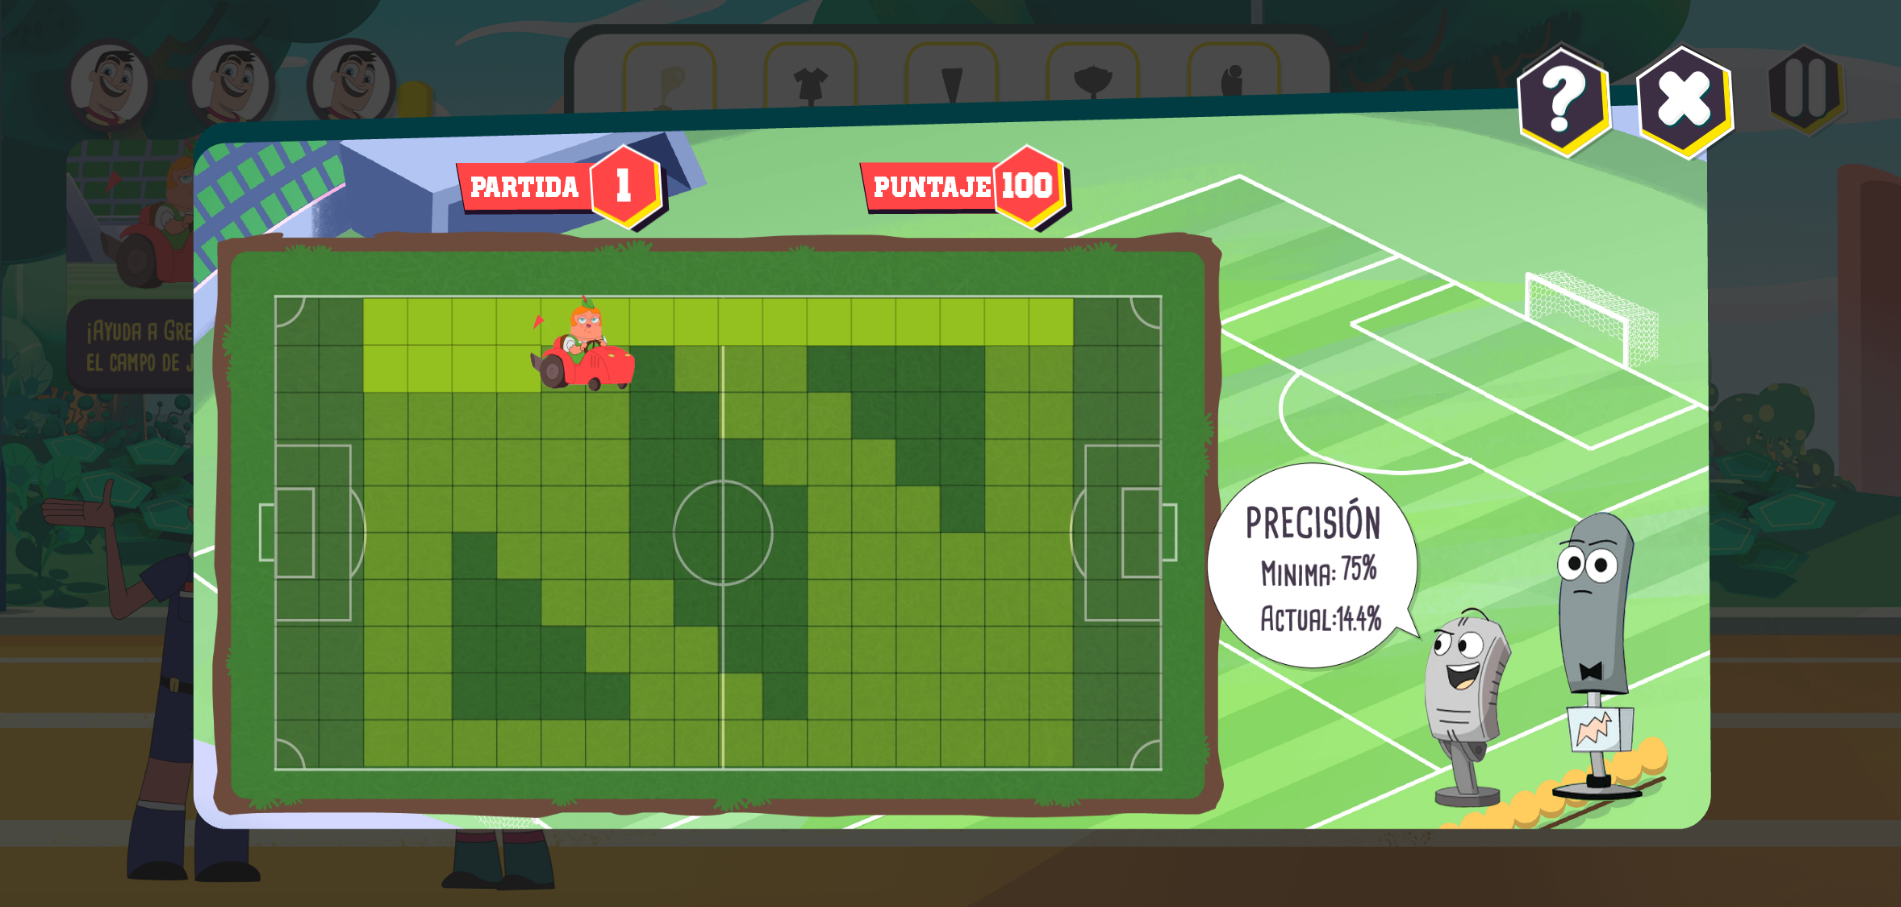 PARTIDA 1
PUNTAJE 100
¡AYUDA A GRE
EL CAMPO DE J
PRECISIÓN
MINIMA: 75%
ACTUAL:14.4%